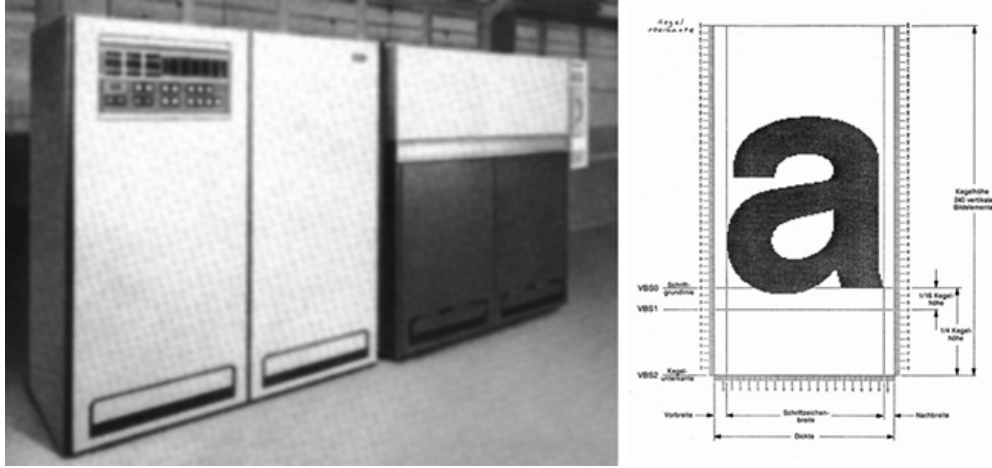 Kegel
oberkante
Kegelhöhe
240 vertikale
Bildelemente
a
VBS0 Schrift-
grundlinie
1/16 Kegel-
höhe
VBS1
1/4 Kegel-
höhe
VBS2 Kegel-
unterkante
Vorbreite Schriftzeichen- Nachbreite
breite
Dickte